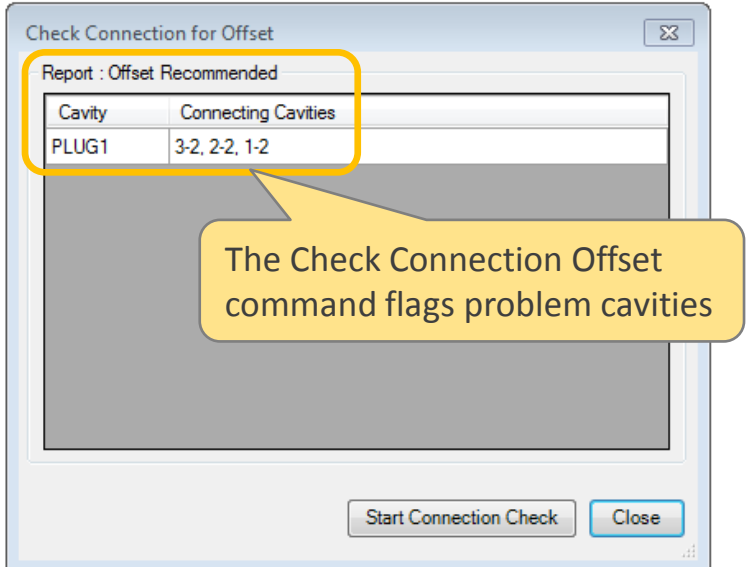 Check Connection for Offset
Report : Offset Recommended
Cavity Connecting Cavities
PLUG1 3-2, 2-2, 1-2
The Check Connection Offset
command flags problem cavities
Start Connection Check Close